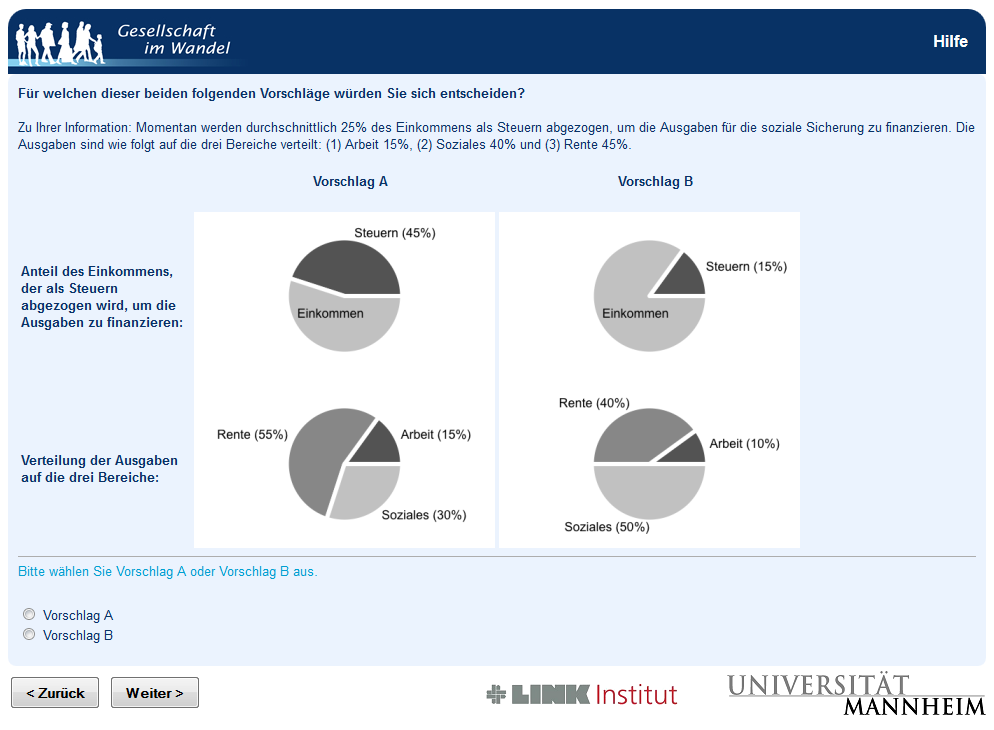 Gesellschaft
im Wandel
Hilfe
Für welchen dieser beiden folgenden Vorschläge würden Sie sich entscheiden?
Zu Ihrer Information: Momentan werden durchschnittlich 25% des Einkommens als Steuern abgezogen, um die Ausgaben für die soziale Sicherung zu finanzieren. Die
Ausgaben sind wie folgt auf die drei Bereiche verteilt: (1) Arbeit 15%, (2) Soziales 40% und (3) Rente 45%.
Vorschlag A
Vorschlag B
Anteil des Einkommens,
der als Steuern
abgezogen wird, um die
Ausgaben zu finanzieren:
Steuern (45%)
Einkommen
Steuern (15%)
Einkommen
Verteilung der Ausgaben
auf die drei Bereiche:
Rente (55%)
Arbeit (15%)
Soziales (30%)
Rente (40%)
Arbeit (10%)
Soziales (50%)
Bitte wählen Sie Vorschlag A oder Vorschlag B aus.
Vorschlag A
Vorschlag B
< Zurück
Weiter >
LINK Institut
UNIVERSITÄT
MANNHEIM